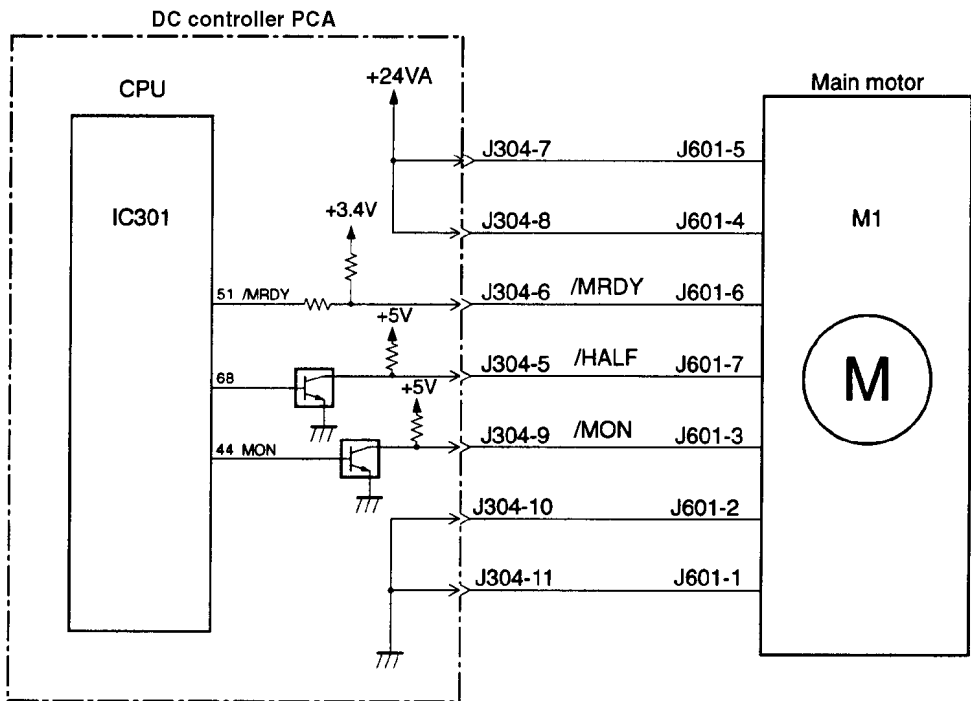 DC controller PCA
CPU
+24VA
Main motor
J304-7 J601-5
IC301
+3.4V
J304-8 J601-4
M1
51 /MRDY
J304-6 /MRDY J601-6
+5V
J304-5 /HALF J601-7
M
68
+5V
J304-9 /MON J601-3
44 MON
J304-10 J601-2
J304-11 J601-1